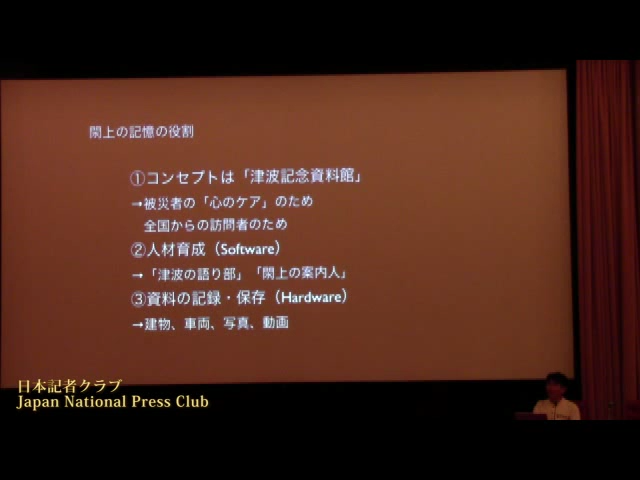 閖上の記憶の役割
①コンセプトは「津波記念資料館」
→被災者の「心のケア」のため
全国からの訪問者のため
②人材育成（Software）
→「津波の語り部」「閖上の案内人」
③資料の記録・保存（Hardware）
→建物、車両、写真、動画
日本記者クラブ
Japan National Press Club